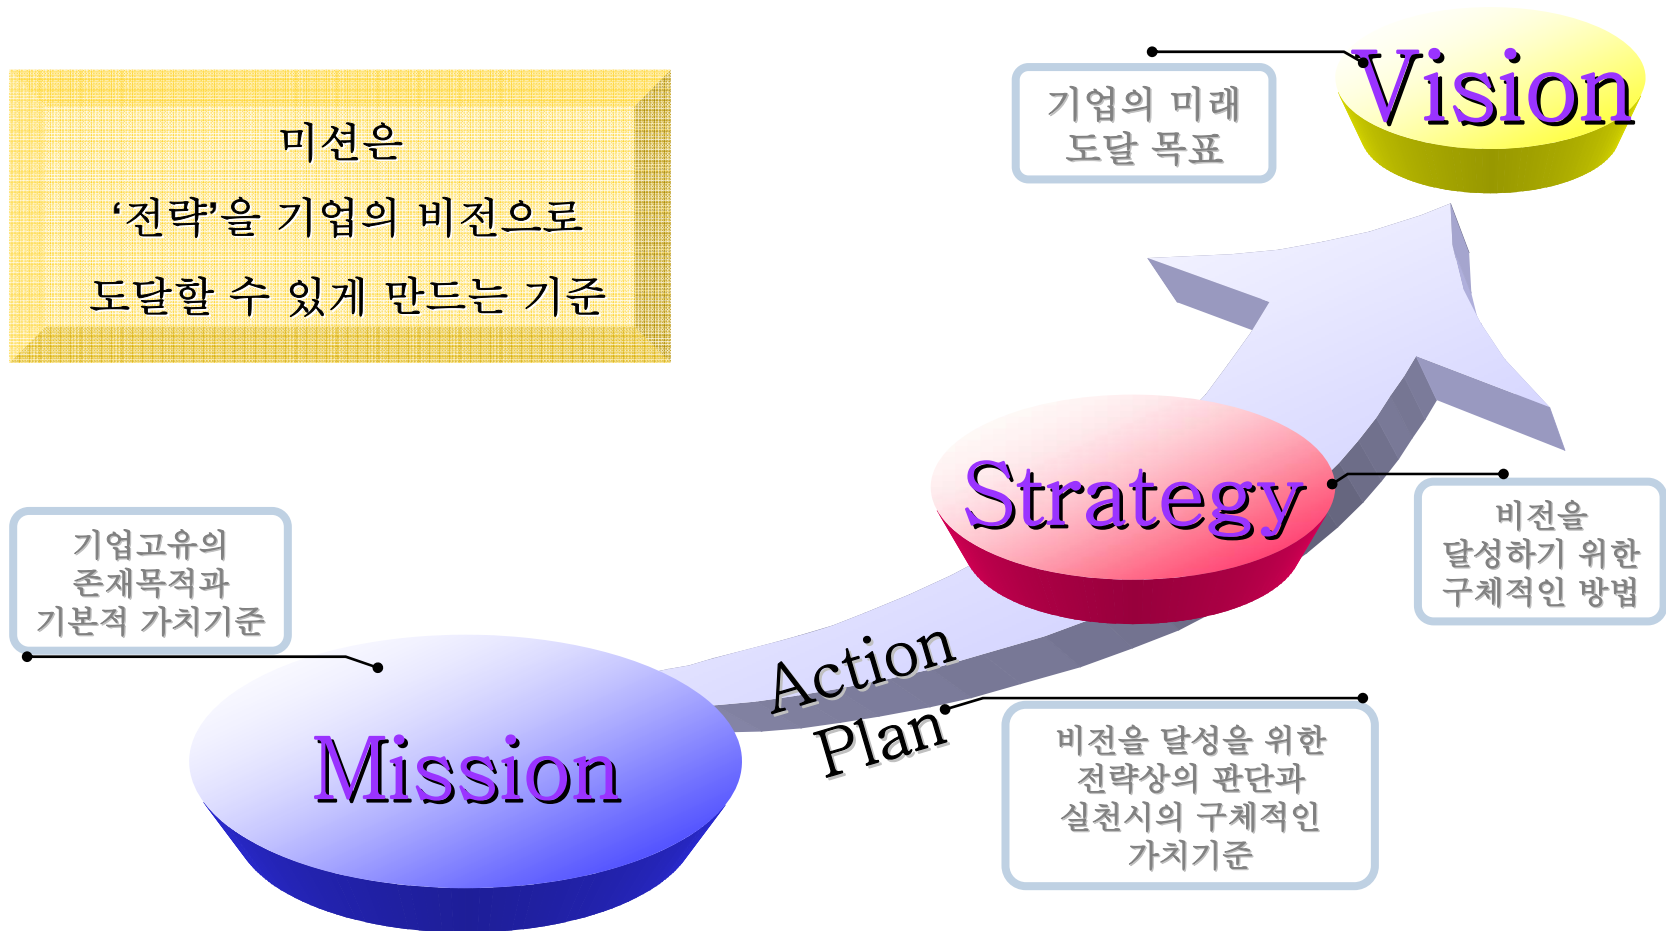 미션은
‘전략’을 기업의 비전으로
도달할 수 있게 만드는 기준
기업의 미래
도달 목표
Vision
Strategy
비전을
달성하기 위한
구체적인 방법
기업고유의
존재목적과
기본적 가치기준
Mission
Action
Plan
비전을 달성을 위한
전략상의 판단과
실천시의 구체적인
가치기준